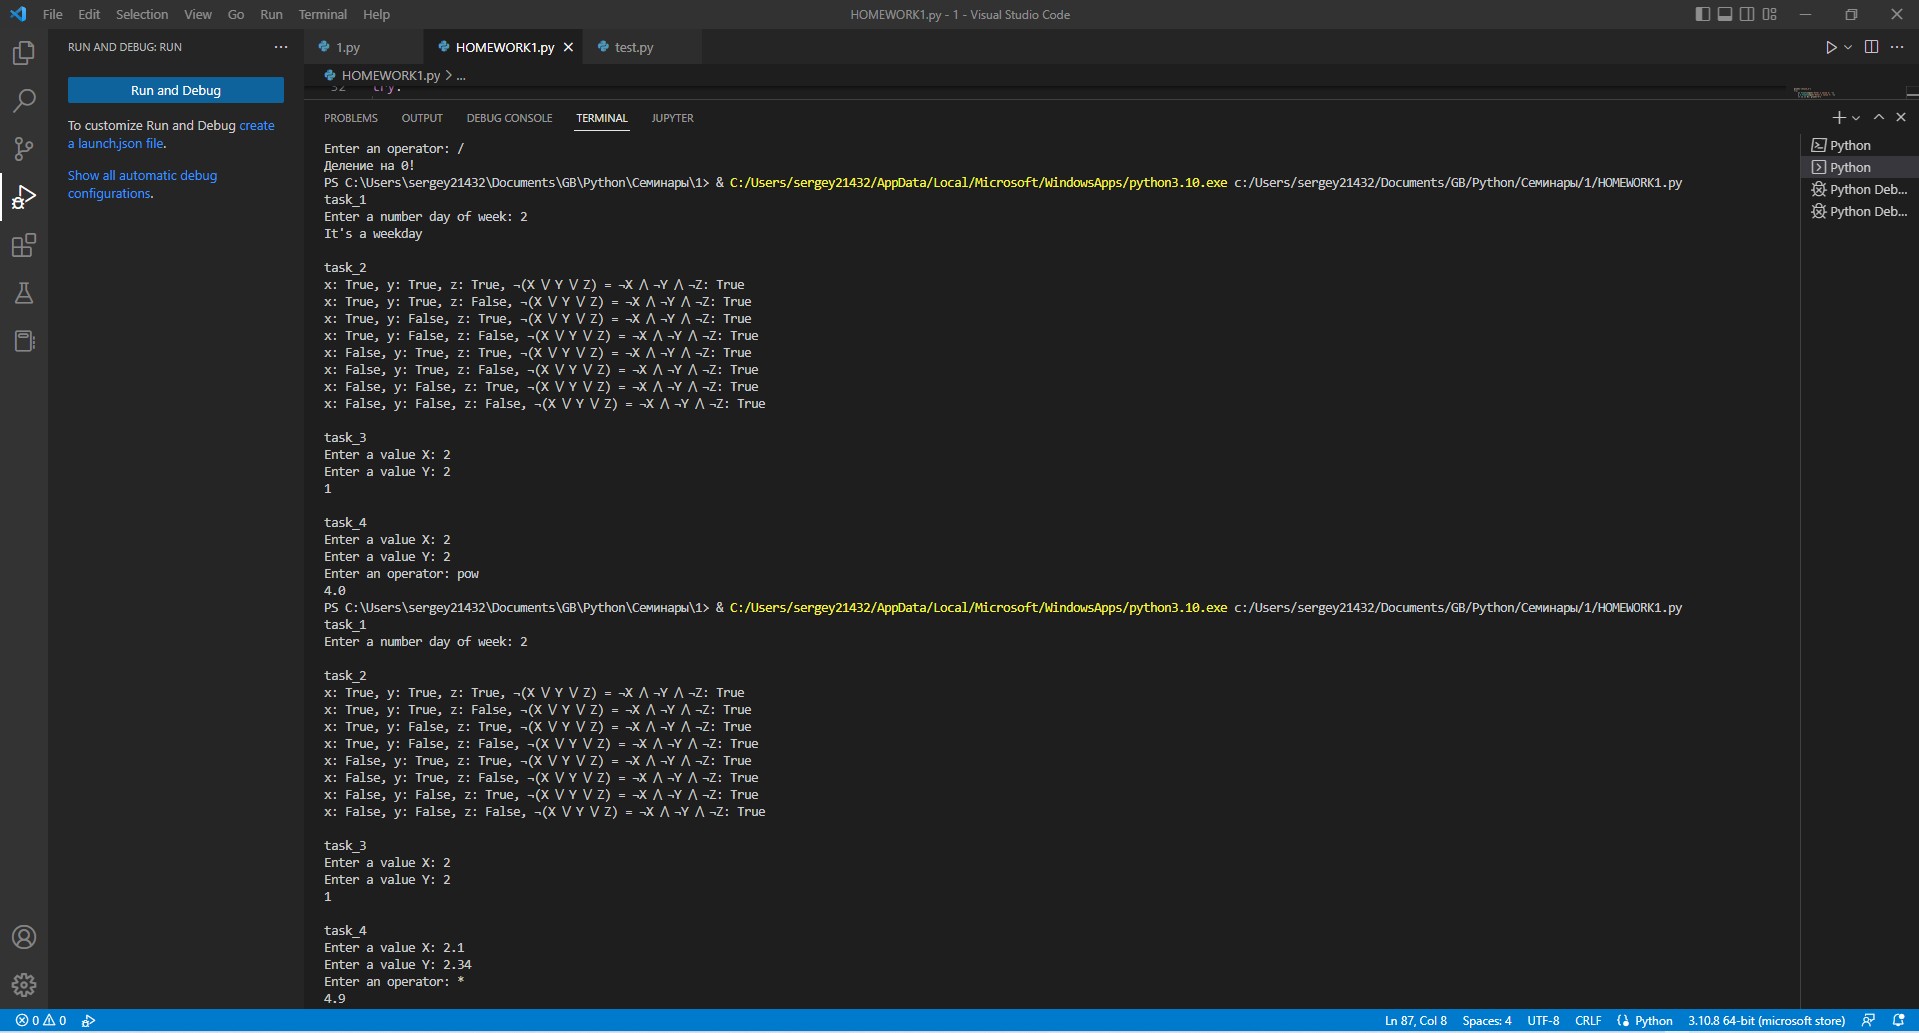 File Edit Selection View Go Run Terminal Help
HOMEWORK1.py - 1 - Visual Studio Code
RUN AND DEBUG: RUN
Run and Debug
To customize Run and Debug create
a launch.json file.
Show all automatic debug
configurations.
1.py HOMEWORK1.py test.py
HOMEWORK1.py > ...
32 try:
PROBLEMS OUTPUT DEBUG CONSOLE TERMINAL JUPYTER
Enter an operator: /
Деление на 0!
PS C:\Users\sergey21432\Documents\GB\Python\Семинары\1> & C:/Users/sergey21432/AppData/Local/Microsoft/WindowsApps/python3.10.exe c:/Users/sergey21432/Documents/GB/Python/Семинары/1/HOMEWORK1.py
task_1
Enter a number day of week: 2
It's a weekday
task_2
x: True, y: True, z: True, ¬(X ⋁ Y ⋁ Z) = ¬X ⋀ ¬Y ⋀ ¬Z: True
x: True, y: True, z: False, ¬(X ⋁ Y ⋁ Z) = ¬X ⋀ ¬Y ⋀ ¬Z: True
x: True, y: False, z: True, ¬(X ⋁ Y ⋁ Z) = ¬X ⋀ ¬Y ⋀ ¬Z: True
x: True, y: False, z: False, ¬(X ⋁ Y ⋁ Z) = ¬X ⋀ ¬Y ⋀ ¬Z: True
x: False, y: True, z: True, ¬(X ⋁ Y ⋁ Z) = ¬X ⋀ ¬Y ⋀ ¬Z: True
x: False, y: True, z: False, ¬(X ⋁ Y ⋁ Z) = ¬X ⋀ ¬Y ⋀ ¬Z: True
x: False, y: False, z: True, ¬(X ⋁ Y ⋁ Z) = ¬X ⋀ ¬Y ⋀ ¬Z: True
x: False, y: False, z: False, ¬(X ⋁ Y ⋁ Z) = ¬X ⋀ ¬Y ⋀ ¬Z: True
task_3
Enter a value X: 2
Enter a value Y: 2
1
task_4
Enter a value X: 2
Enter a value Y: 2
Enter an operator: pow
4.0
PS C:\Users\sergey21432\Documents\GB\Python\Семинары\1> & C:/Users/sergey21432/AppData/Local/Microsoft/WindowsApps/python3.10.exe c:/Users/sergey21432/Documents/GB/Python/Семинары/1/HOMEWORK1.py
task_1
Enter a number day of week: 2
task_2
x: True, y: True, z: True, ¬(X ⋁ Y ⋁ Z) = ¬X ⋀ ¬Y ⋀ ¬Z: True
x: True, y: True, z: False, ¬(X ⋁ Y ⋁ Z) = ¬X ⋀ ¬Y ⋀ ¬Z: True
x: True, y: False, z: True, ¬(X ⋁ Y ⋁ Z) = ¬X ⋀ ¬Y ⋀ ¬Z: True
x: True, y: False, z: False, ¬(X ⋁ Y ⋁ Z) = ¬X ⋀ ¬Y ⋀ ¬Z: True
x: False, y: True, z: True, ¬(X ⋁ Y ⋁ Z) = ¬X ⋀ ¬Y ⋀ ¬Z: True
x: False, y: True, z: False, ¬(X ⋁ Y ⋁ Z) = ¬X ⋀ ¬Y ⋀ ¬Z: True
x: False, y: False, z: True, ¬(X ⋁ Y ⋁ Z) = ¬X ⋀ ¬Y ⋀ ¬Z: True
x: False, y: False, z: False, ¬(X ⋁ Y ⋁ Z) = ¬X ⋀ ¬Y ⋀ ¬Z: True
task_3
Enter a value X: 2
Enter a value Y: 2
1
task_4
Enter a value X: 2.1
Enter a value Y: 2.34
Enter an operator: *
4.9
Python
Python
Python Deb...
Python Deb...
0 0
Ln 87, Col 8 Spaces: 4 UTF-8 CRLF Python 3.10.8 64-bit (microsoft store)